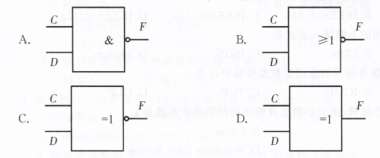 A. C D & F
B. C D ≥1 F
C. C D =1 F
D. C D =1 F